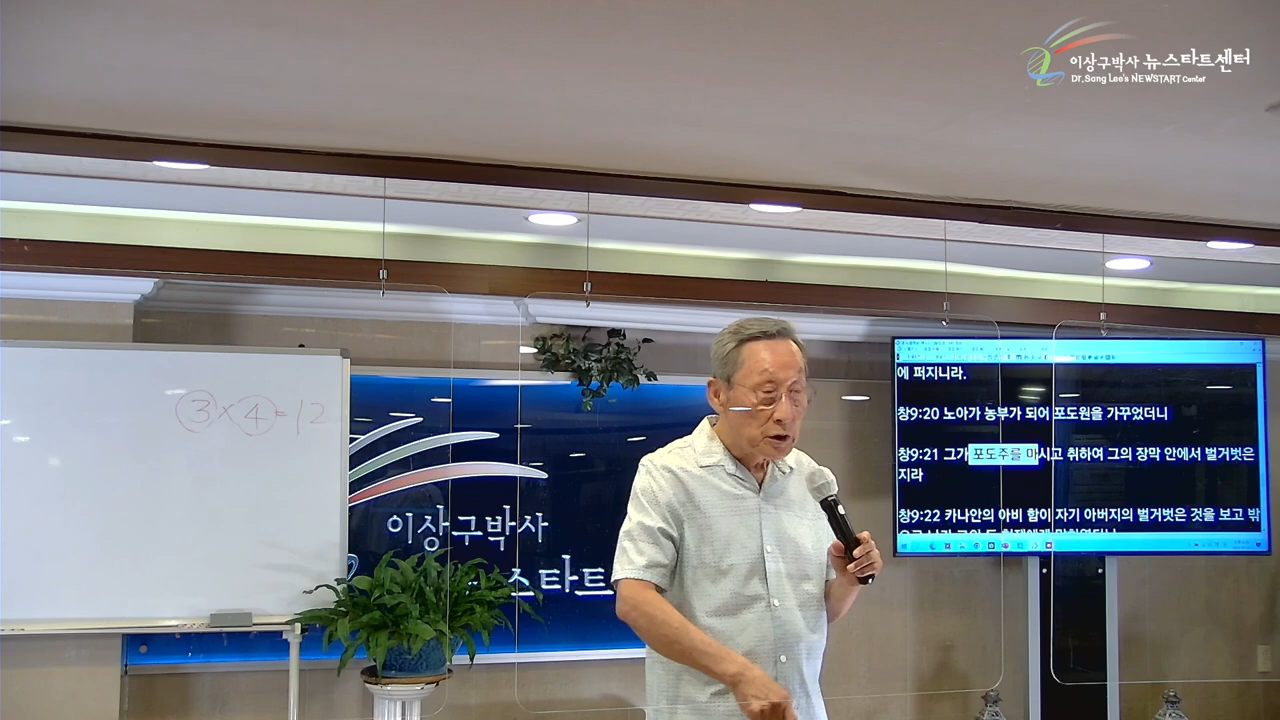 이상구박사 뉴스타트센터
Dr.Sang Lee's NEWSTART Center
3 x 4 = 12
이상구박사
스타트
에 퍼지니라.
창9:20 노아가 농부가 되어 포도원을 가꾸었더니
창9:21 그가 포도주를 마시고 취하여 그의 장막 안에서 벌거벗은
지라
창9:22 카나안의 아비 함이 자기 아버지의 벌거벗은 것을 보고 밖